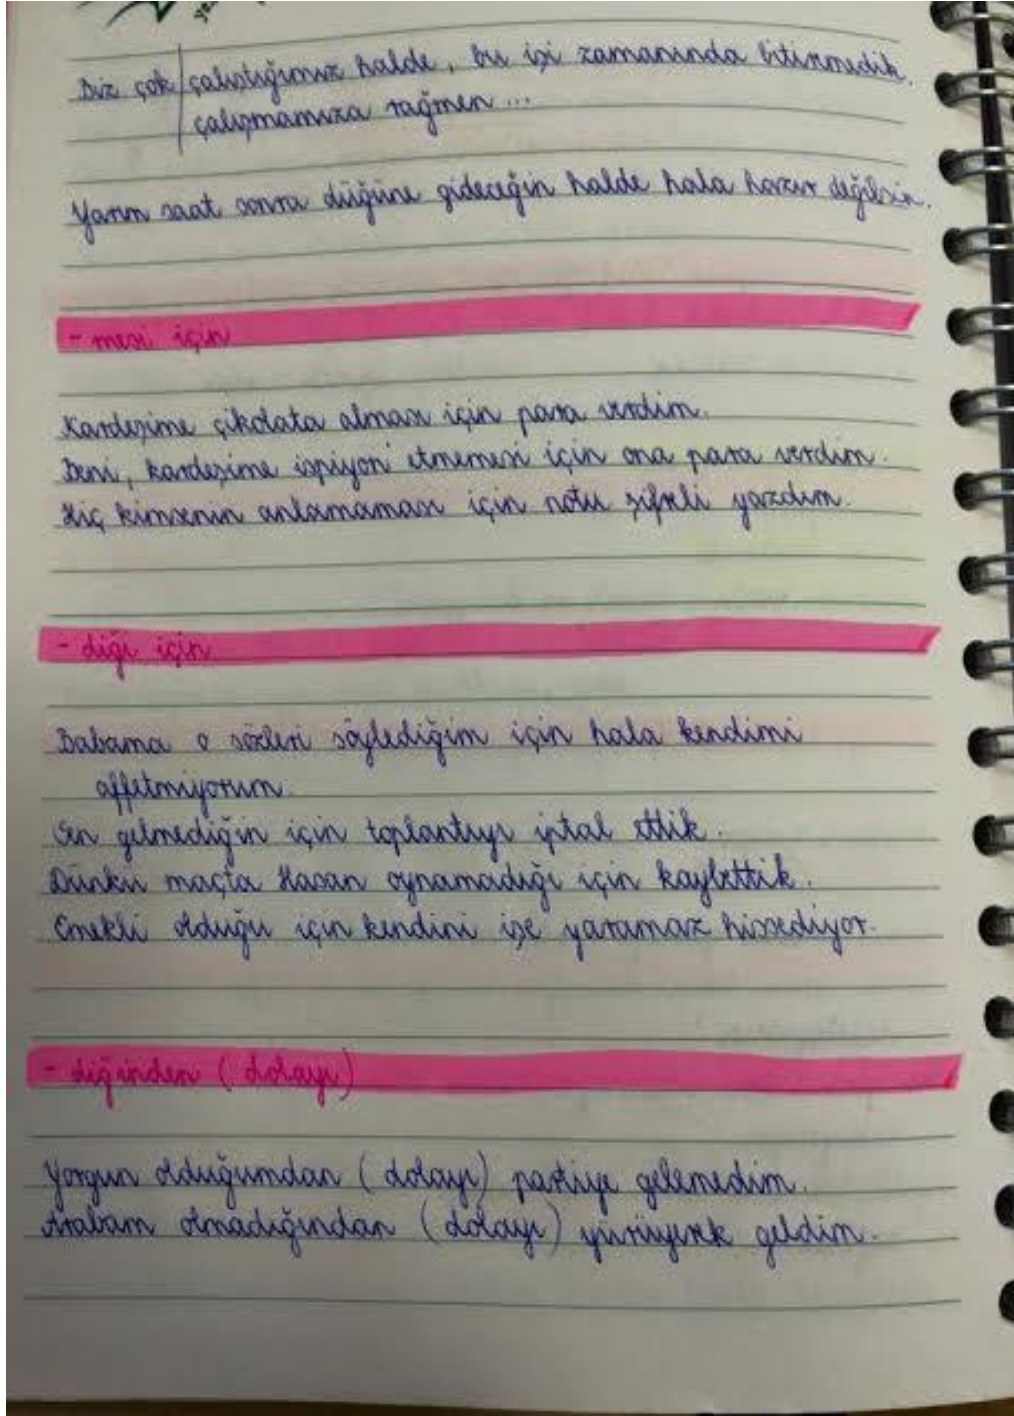 Biz çok çalıştığımız halde, bu işi zamanında bitirmedik.
çalışmamıza rağmen ...
Yarım saat sonra düğüne gideceğin halde hala hazır değilsin.
- mesi için
Kardeşime çikolata alması için para verdim.
Beni, kardeşime ispiyon etmemesi için ona para verdim.
Hiç kimsenin anlamaması için notu şifreli yazdım.
- diği için
Babama o sözleri söylediğim için hala kendimi
affetmiyorum.
Sen gelmediğin için toplantıyı iptal ettik.
Dünkü maçta Hasan oynamadığı için kaybettik.
Emekli olduğu için kendini işe yaramaz hissediyor.
- diğinden (dolayı)
Yorgun olduğumdan (dolayı) partiye gelemedim.
Arabam olmadığından (dolayı) yürüyerek geldim.